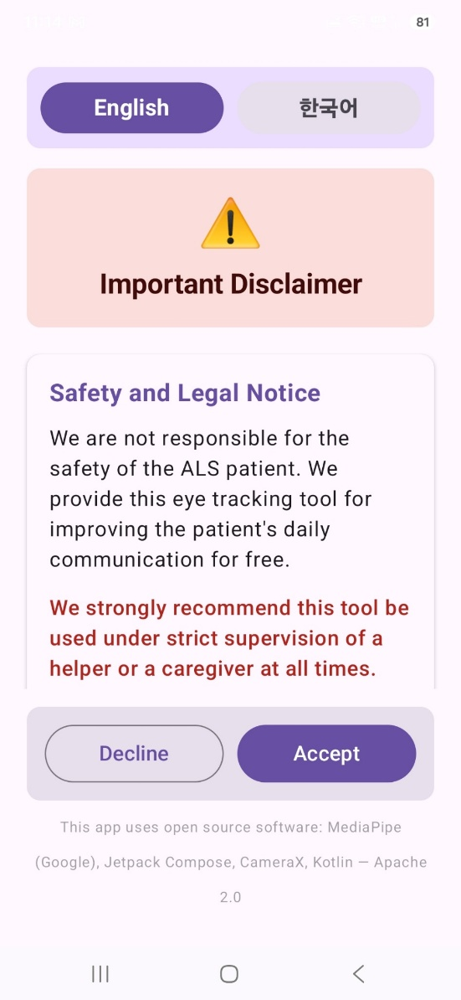 81
English
한국어
Important Disclaimer
Safety and Legal Notice
We are not responsible for the
safety of the ALS patient. We
provide this eye tracking tool for
improving the patient's daily
communication for free.
We strongly recommend this tool be
used under strict supervision of a
helper or a caregiver at all times.
Decline
Accept
This app uses open source software: MediaPipe
(Google), Jetpack Compose, CameraX, Kotlin — Apache
2.0